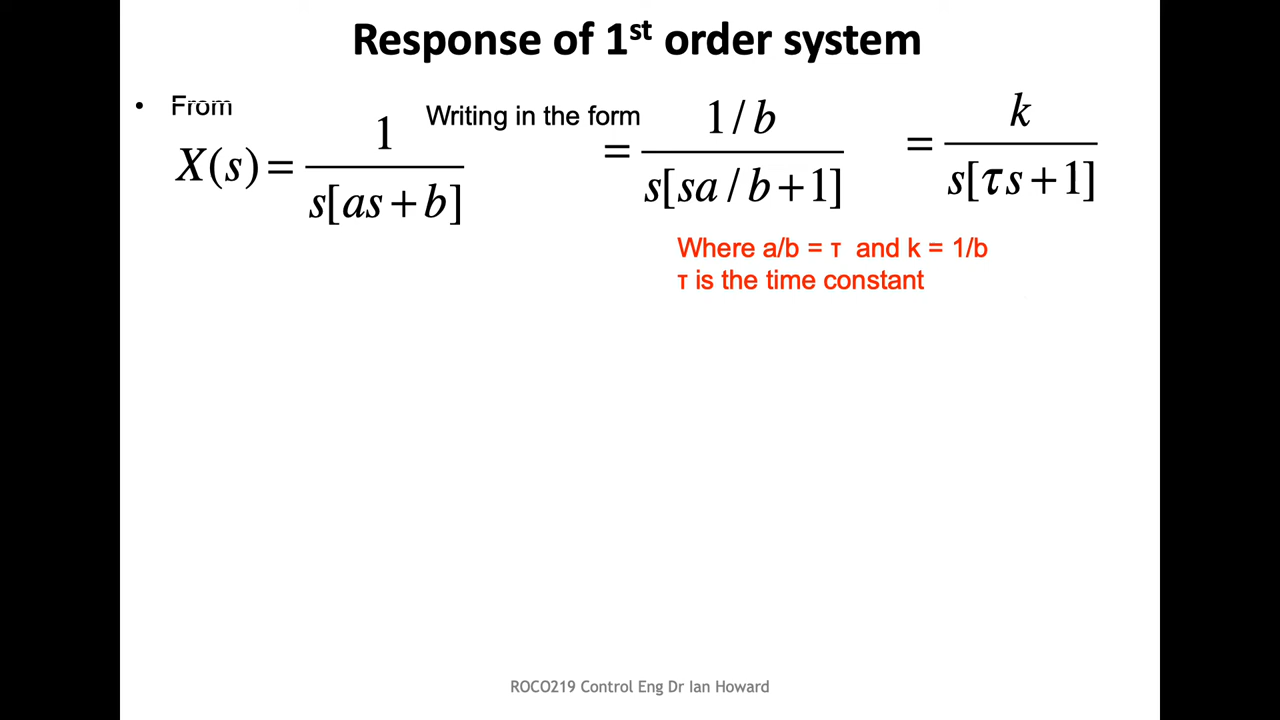 Response of 1st order system
• From
Writing in the form
X(s) = 1 / s[as + b]
= 1/b / s[sa/b + 1]
= k / s[τs + 1]
Where a/b = τ and k = 1/b
τ is the time constant
ROCO219 Control Eng Dr Ian Howard